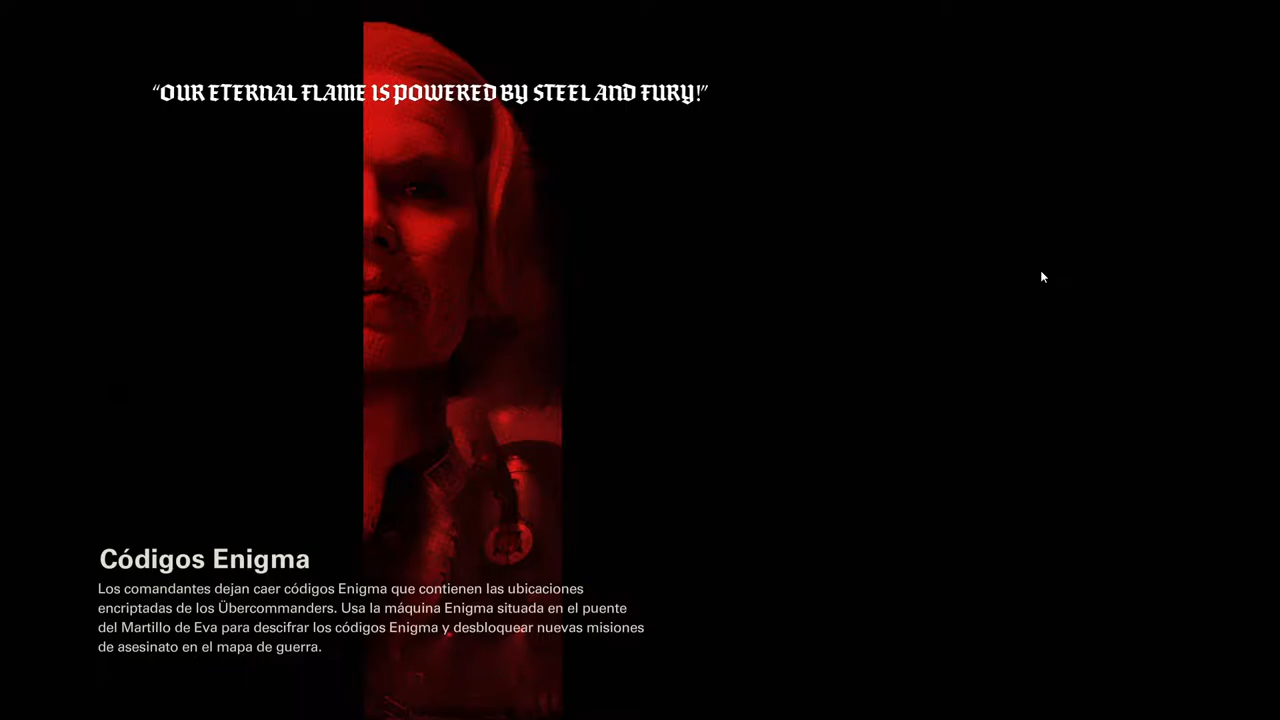 “OUR ETERNAL FLAME IS POWERED BY STEEL AND FURY!”
Códigos Enigma
Los comandantes dejan caer códigos Enigma que contienen las ubicaciones
encriptadas de los Übercommanders. Usa la máquina Enigma situada en el puente
del Martillo de Eva para descifrar los códigos Enigma y desbloquear nuevas misiones
de asesinato en el mapa de guerra.